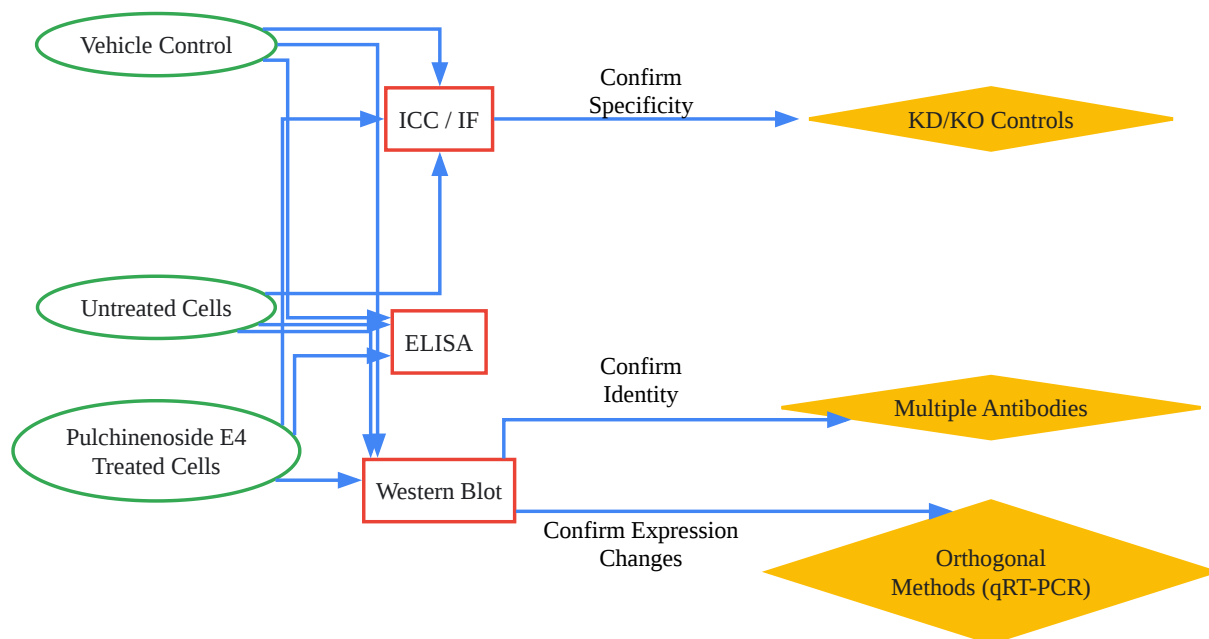 Vehicle Control
ICC / IF
Confirm
Specificity
KD/KO Controls
Untreated Cells
ELISA
Confirm
Identity
Multiple Antibodies
Pulchinenoside E4
Treated Cells
Western Blot
Confirm Expression
Changes
Orthogonal
Methods (qRT-PCR)